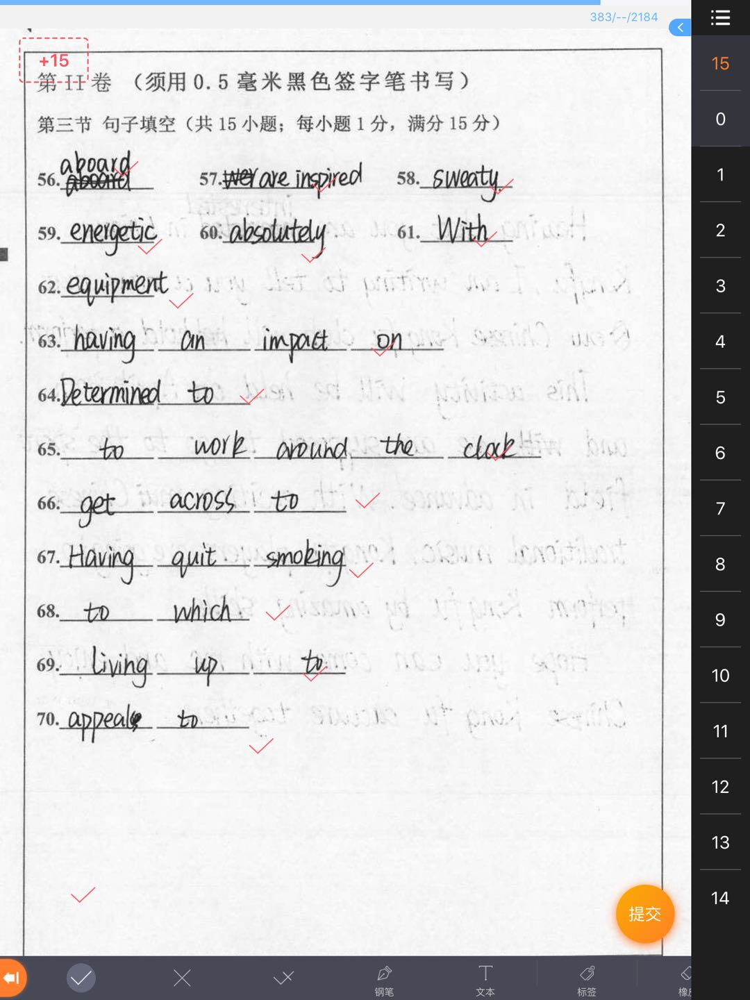 383/--/2184
+15
第 II 卷 （须用 0.5 毫米黑色签字笔书写）
第三节 句子填空（共 15 小题；每小题 1 分，满分 15 分）
aboard
56. aboard 57. were are inspired 58. sweaty
59. energetic 60. absolutely 61. With
62. equipment
63. having an impact on
64. Determined to
65. to work around the clock
66. get across to
67. Having quit smoking
68. to which
69. living up to
70. appeals to
15
0
1
2
3
4
5
6
7
8
9
10
11
12
13
14
提交
钢笔 文本 标签